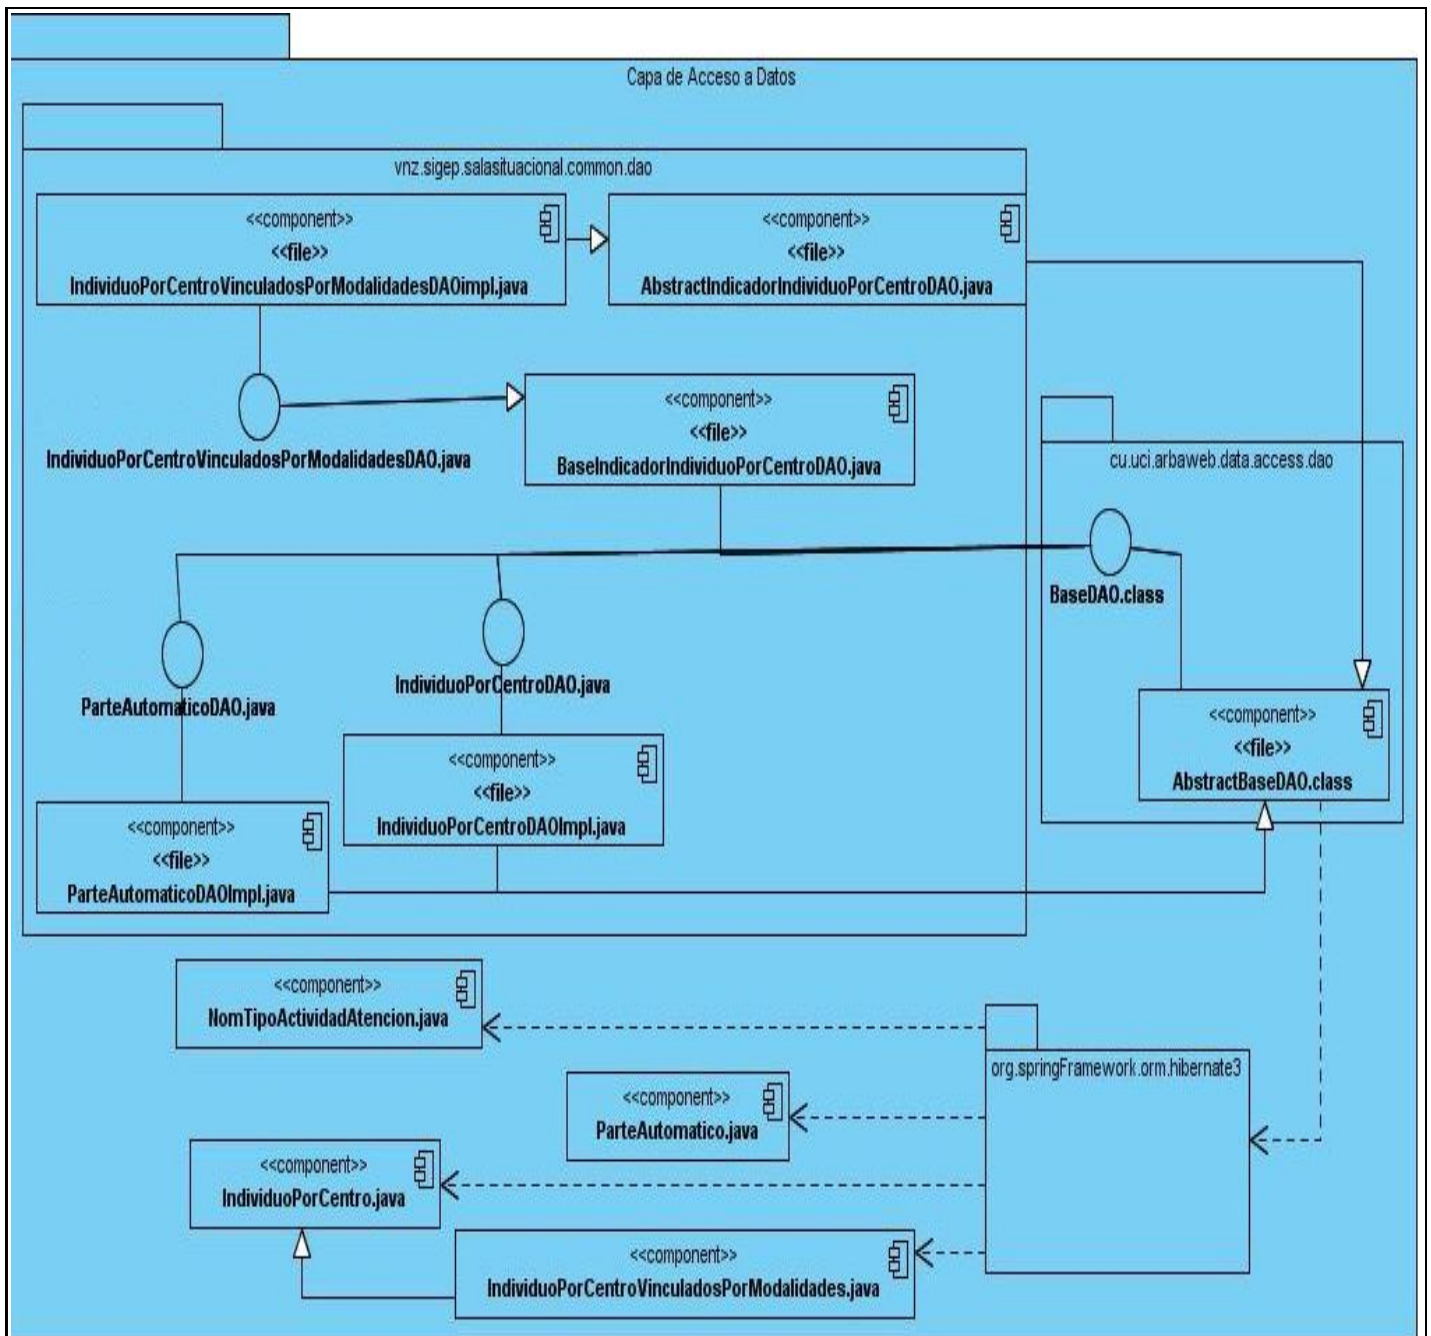 Capa de Acceso a Datos
vnz.sigep.salasituacional.common.dao
<<component>>
<<file>>
IndividuoPorCentroVinculadosPorModalidadesDAOimpl.java
<<component>>
<<file>>
AbstractIndicadorIndividuoPorCentroDAO.java
IndividuoPorCentroVinculadosPorModalidadesDAO.java
<<component>>
<<file>>
BaseIndicadorIndividuoPorCentroDAO.java
cu.uci.arbaweb.data.access.dao
BaseDAO.class
ParteAutomaticoDAO.java
IndividuoPorCentroDAO.java
<<component>>
<<file>>
AbstractBaseDAO.class
<<component>>
<<file>>
IndividuoPorCentroDAOImpl.java
<<component>>
<<file>>
ParteAutomaticoDAOImpl.java
<<component>>
NomTipoActividadAtencion.java
org.springFramework.orm.hibernate3
<<component>>
ParteAutomatico.java
<<component>>
IndividuoPorCentro.java
<<component>>
IndividuoPorCentroVinculadosPorModalidades.java